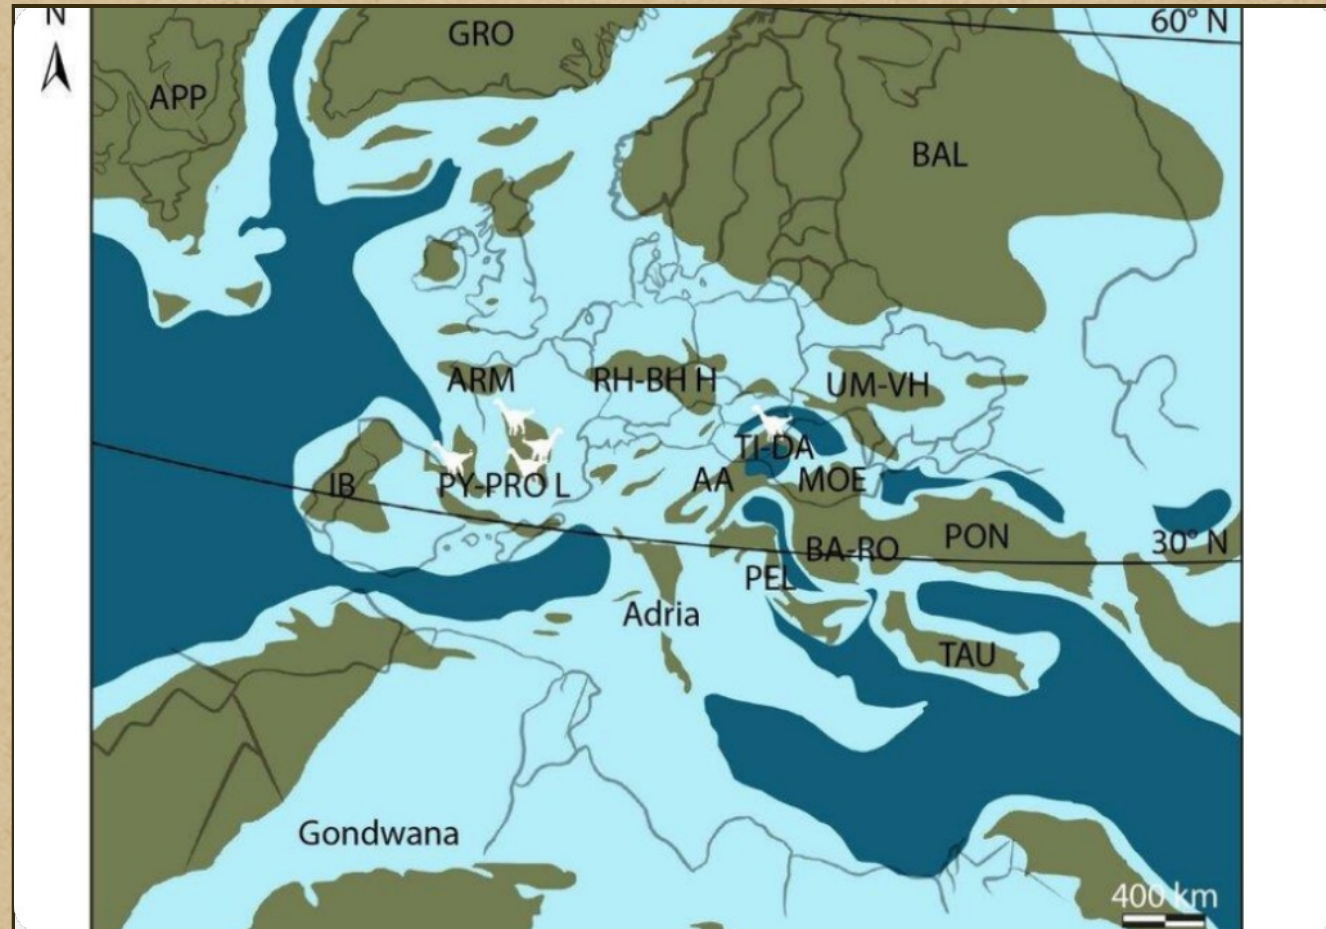 N
60° N
GRO
APP
BAL
ARM
RH-BH H
UM-VH
TI-DA
IB
PY-PRO L
AA
MOE
PON
30° N
BA-RO
PEL
Adria
TAU
Gondwana
400 km